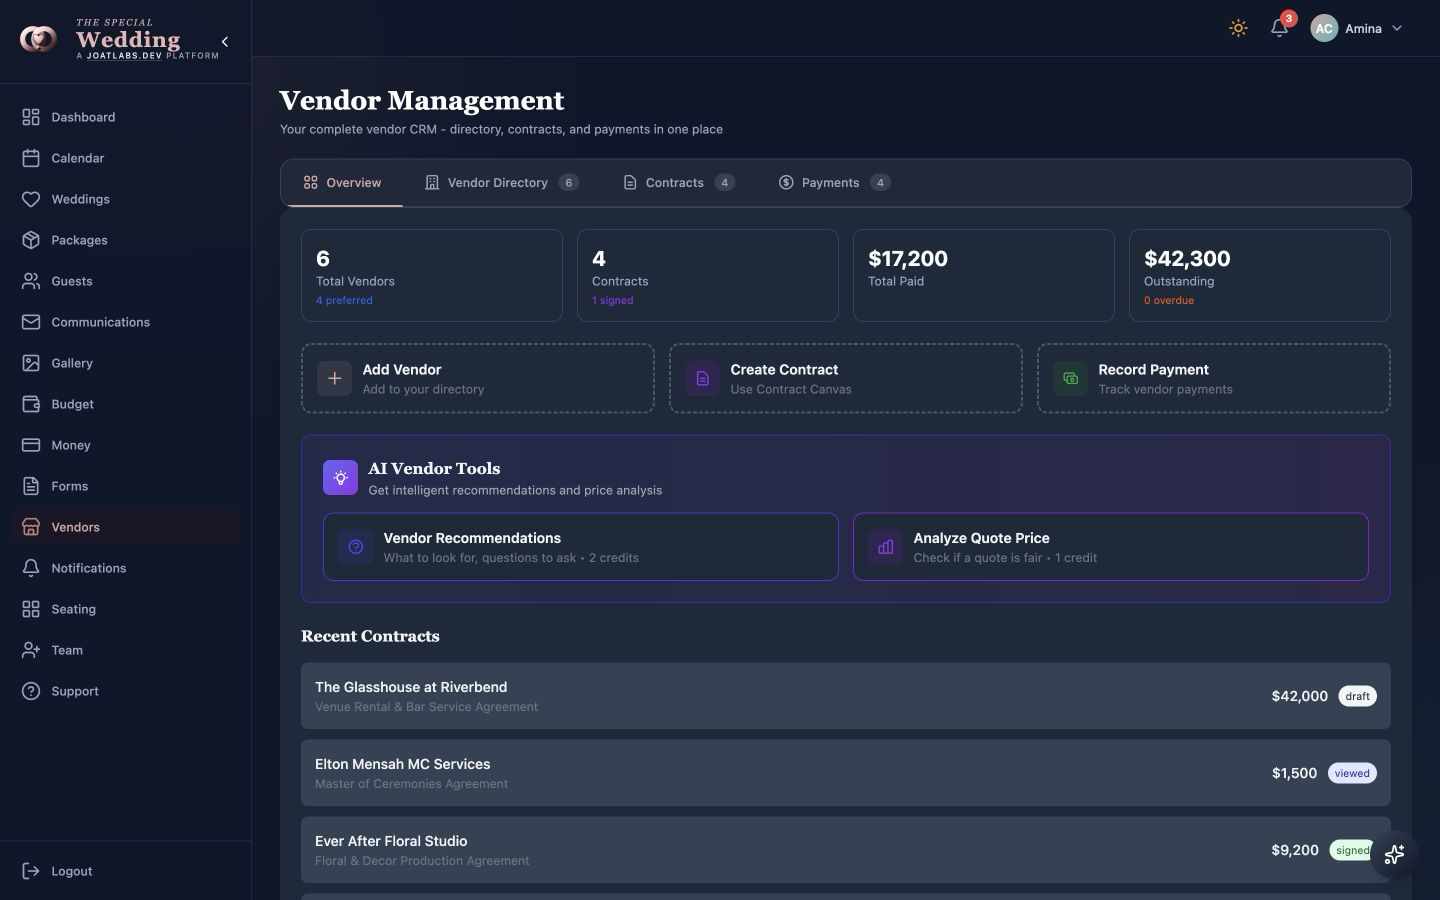 THE SPECIAL
Wedding
A JOATLABS.DEV PLATFORM
3
AC
Amina
Dashboard
Calendar
Weddings
Packages
Guests
Communications
Gallery
Budget
Money
Forms
Vendors
Notifications
Seating
Team
Support
Logout
Vendor Management
Your complete vendor CRM - directory, contracts, and payments in one place
Overview
Vendor Directory 6
Contracts 4
Payments 4
6
Total Vendors
4 preferred
4
Contracts
1 signed
$17,200
Total Paid
$42,300
Outstanding
0 overdue
Add Vendor
Add to your directory
Create Contract
Use Contract Canvas
Record Payment
Track vendor payments
AI Vendor Tools
Get intelligent recommendations and price analysis
Vendor Recommendations
What to look for, questions to ask • 2 credits
Analyze Quote Price
Check if a quote is fair • 1 credit
Recent Contracts
The Glasshouse at Riverbend
Venue Rental & Bar Service Agreement
$42,000 draft
Elton Mensah MC Services
Master of Ceremonies Agreement
$1,500 viewed
Ever After Floral Studio
Floral & Decor Production Agreement
$9,200 signed